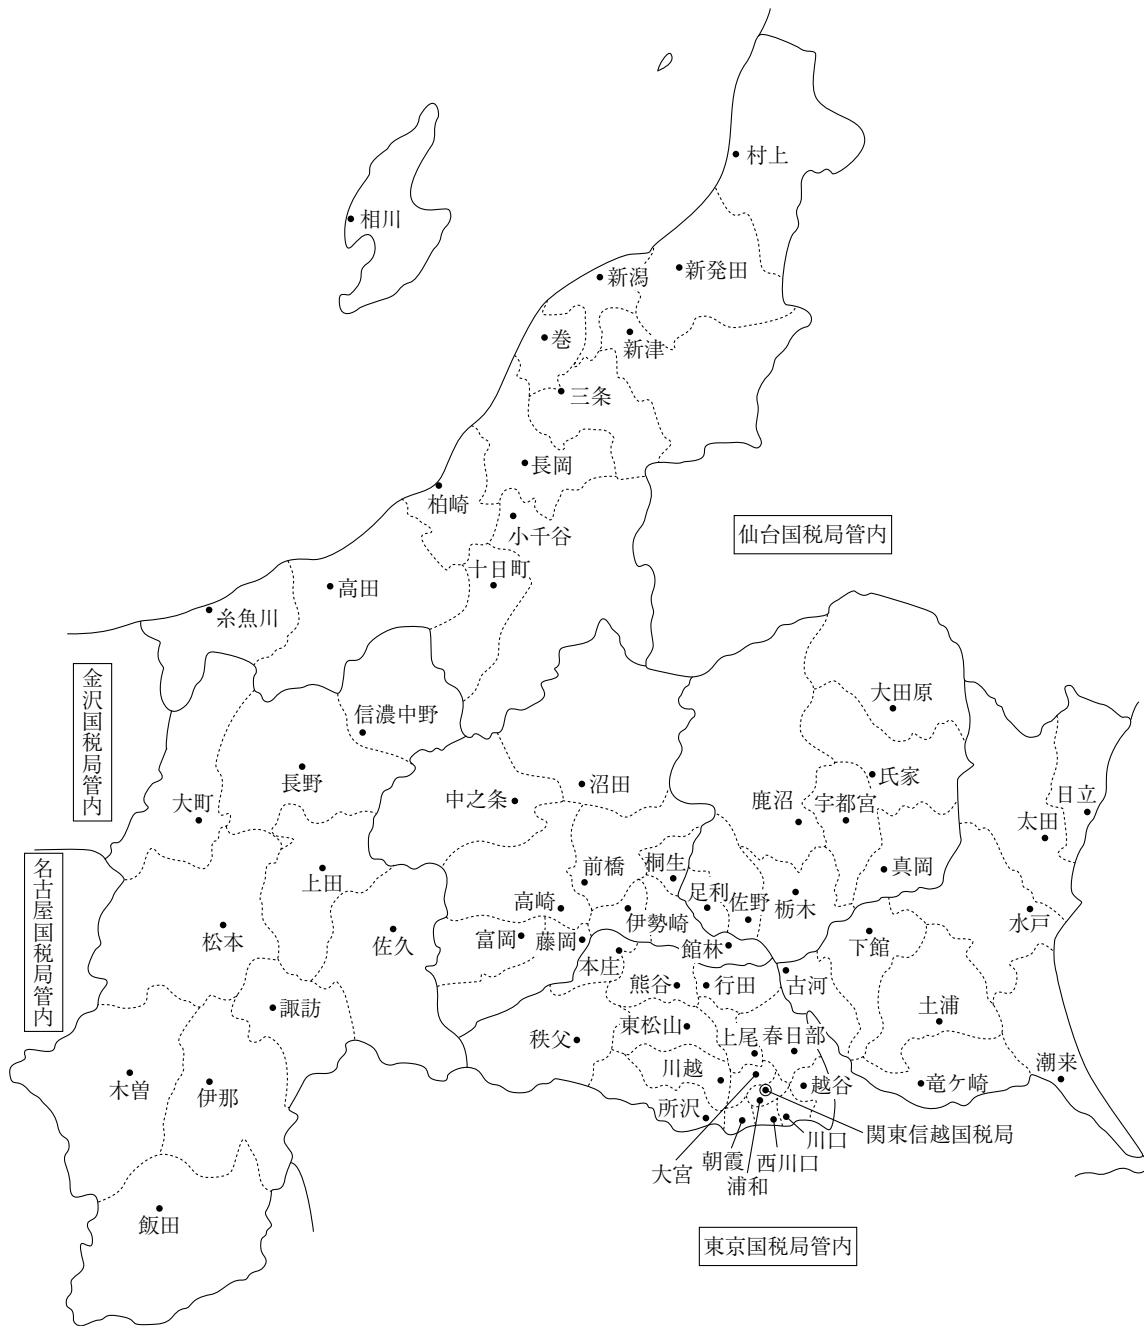 村上
相川
新発田
新潟
巻
新津
三条
長岡
柏崎
小千谷
仙台国税局管内
十日町
高田
糸魚川
金沢国税局管内
信濃中野
大田原
長野
氏家
沼田
中之条
大町
鹿沼
宇都宮
日立
太田
名古屋国税局管内
上田
前橋
桐生
真岡
高崎
足利
佐野
栃木
伊勢崎
水戸
松本
佐久
富岡
藤岡
下館
本庄
館林
古河
熊谷
行田
諏訪
土浦
東松山
秩父
上尾
春日部
川越
越谷
潮来
木曽
伊那
竜ケ崎
所沢
関東信越国税局
川口
大宮
朝霞
西川口
浦和
飯田
東京国税局管内